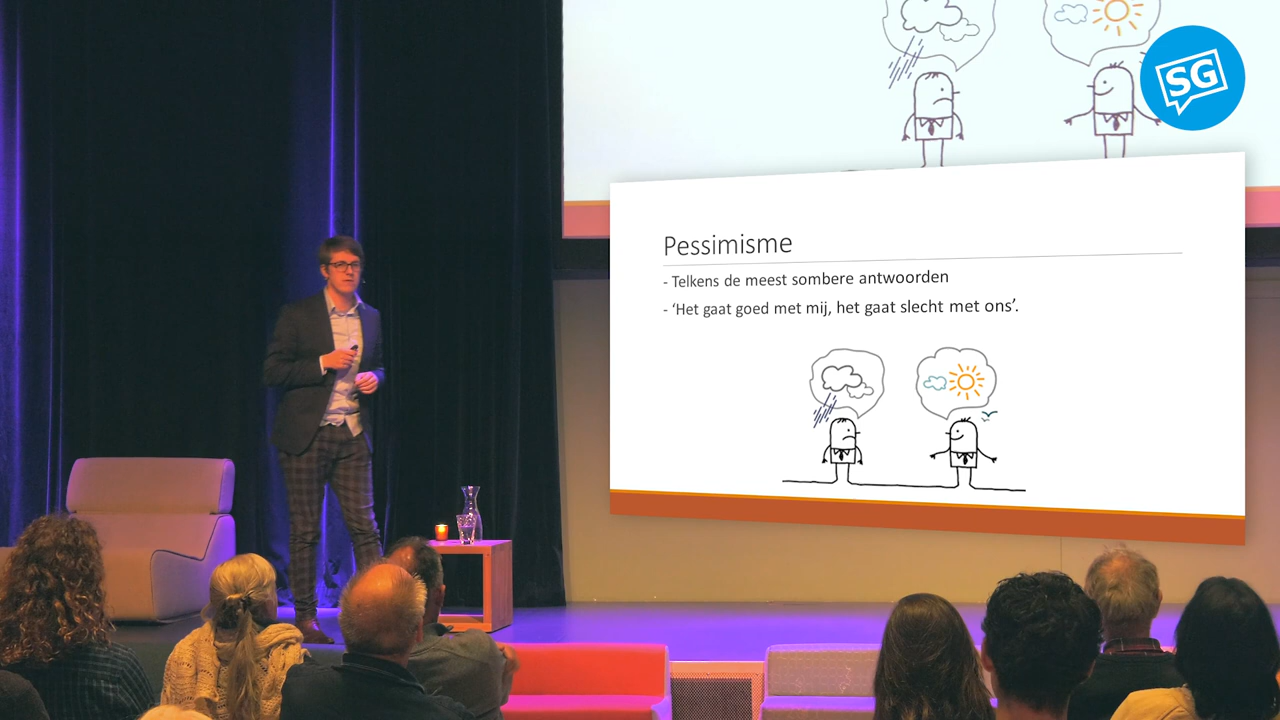 SG
Pessimisme
- Telkens de meest sombere antwoorden
- ‘Het gaat goed met mij, het gaat slecht met ons’.